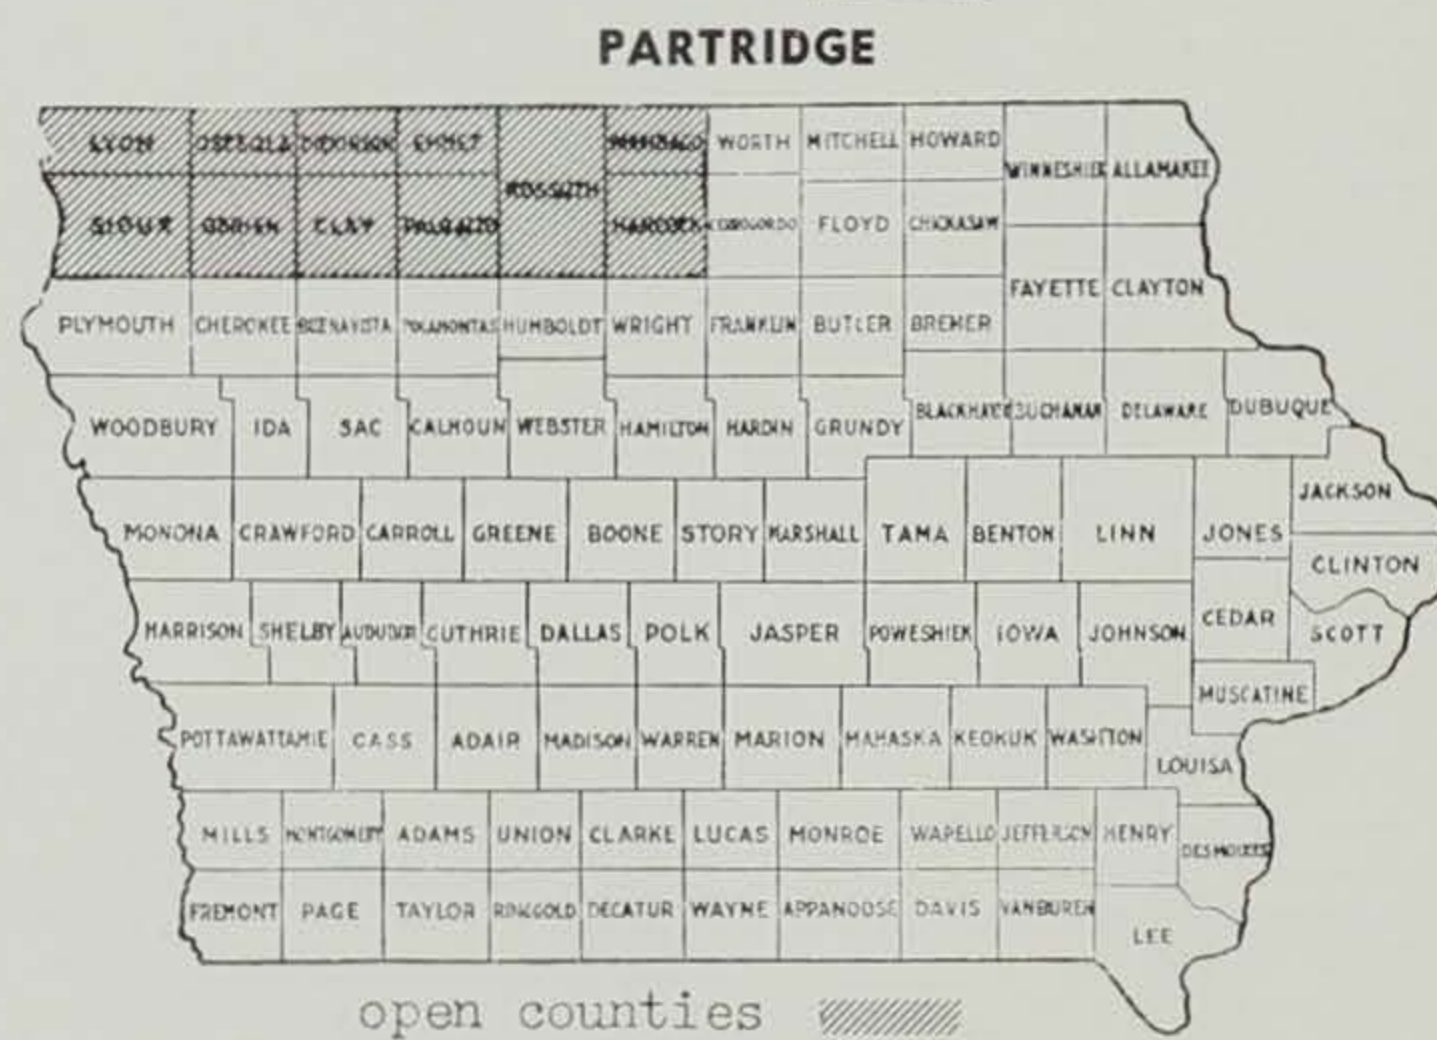 PARTRIDGE
LYON OSCEOLA DICKINSON EMMET KOSSUTH WINNEBAGO WORTH MITCHELL HOWARD WINNESHIEK ALLAMAKEE
SIOUX OBRIEN CLAY PALO ALTO HANCOCK CERROGORDO FLOYD CHICKASAW
FAYETTE CLAYTON
PLYMOUTH CHEROKEE BUENA VISTA POCAHONTAS HUMBOLDT WRIGHT FRANKLIN BUTLER BREMER
WOODBURY IDA SAC CALHOUN WEBSTER HAMILTON HARDIN GRUNDY BLACKHAWK BUCHANAN DELAWARE DUBUQUE
MONONA CRAWFORD CARROLL GREENE BOONE STORY MARSHALL TAMA BENTON LINN JONES JACKSON
CLINTON
HARRISON SHELBY AUDUBON GUTHRIE DALLAS POLK JASPER POWESHIEK IOWA JOHNSON CEDAR SCOTT
MUSCATINE
POTTAWATTAMIE CASS ADAIR MADISON WARREN MARION MAHASKA KEOKUK WASHTON LOUISA
MILLS MONTGOMERY ADAMS UNION CLARKE LUCAS MONROE WAPELLO JEFFERSON HENRY DESMOINES
FREMONT PAGE TAYLOR RINGGOLD DECATUR WAYNE APPANOOSE DAVIS VANBUREN LEE
open counties